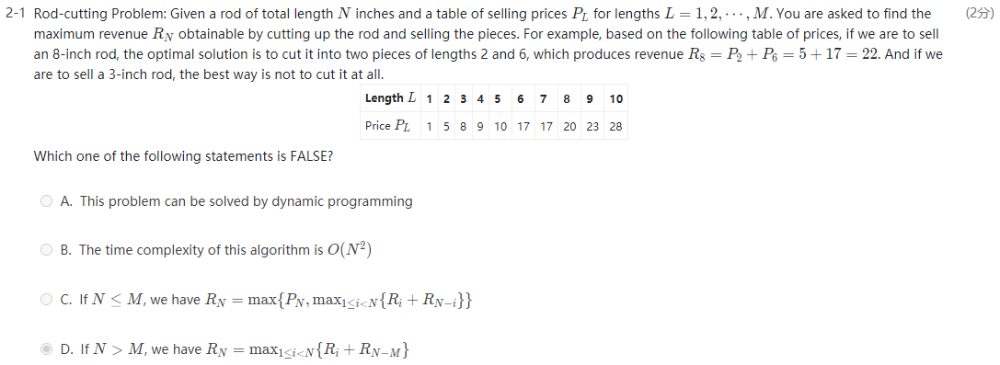 2-1 Rod-cutting Problem: Given a rod of total length N inches and a table of selling prices P_L for lengths L = 1, 2, ⋯, M. You are asked to find the (2分)
maximum revenue R_N obtainable by cutting up the rod and selling the pieces. For example, based on the following table of prices, if we are to sell
an 8-inch rod, the optimal solution is to cut it into two pieces of lengths 2 and 6, which produces revenue R_8 = P_2 + P_6 = 5 + 17 = 22. And if we
are to sell a 3-inch rod, the best way is not to cut it at all.
Length L 1 2 3 4 5 6 7 8 9 10
Price P_L 1 5 8 9 10 17 17 20 23 28
Which one of the following statements is FALSE?
A. This problem can be solved by dynamic programming
B. The time complexity of this algorithm is O(N²)
C. If N ≤ M, we have R_N = max{P_N, max_{1≤i<N}{R_i + R_{N−i}}}
D. If N > M, we have R_N = max_{1≤i<N}{R_i + R_{N−M}}